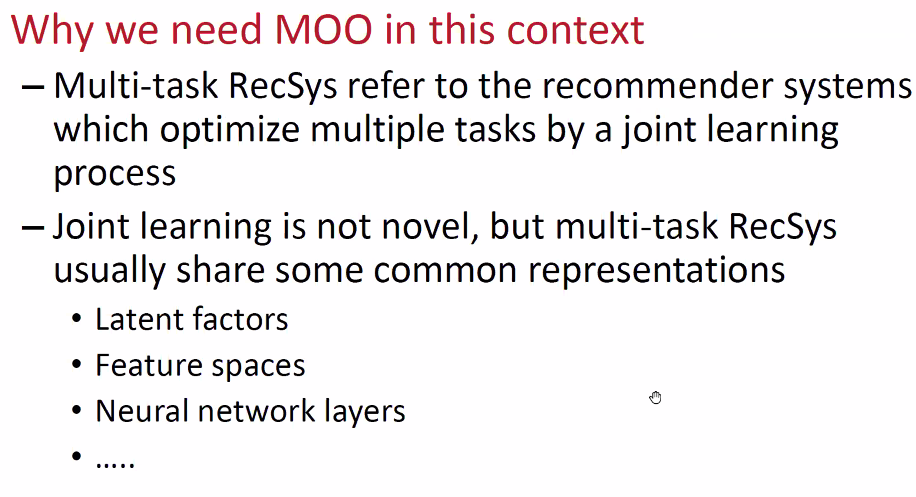 Why we need MOO in this context
– Multi-task RecSys refer to the recommender systems
which optimize multiple tasks by a joint learning
process
– Joint learning is not novel, but multi-task RecSys
usually share some common representations
• Latent factors
• Feature spaces
• Neural network layers
• …..